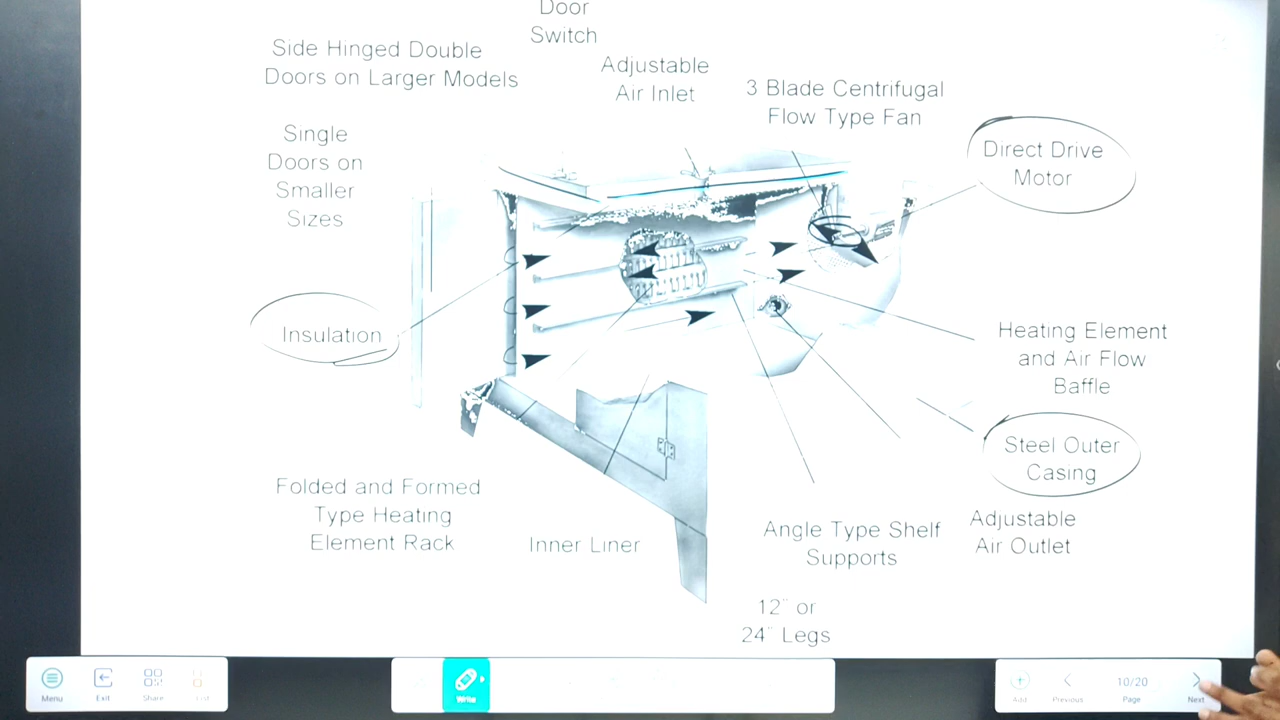 Door
Switch
Side Hinged Double
Doors on Larger Models
Adjustable
Air Inlet
3 Blade Centrifugal
Flow Type Fan
Single
Doors on
Smaller
Sizes
Direct Drive
Motor
Insulation
Heating Element
and Air Flow
Baffle
Steel Outer
Casing
Folded and Formed
Type Heating
Element Rack
Inner Liner
Angle Type Shelf
Supports
Adjustable
Air Outlet
12" or
24" Legs
Menu
Exit
Share
Write
Add
Previous
10/20
Page
Next